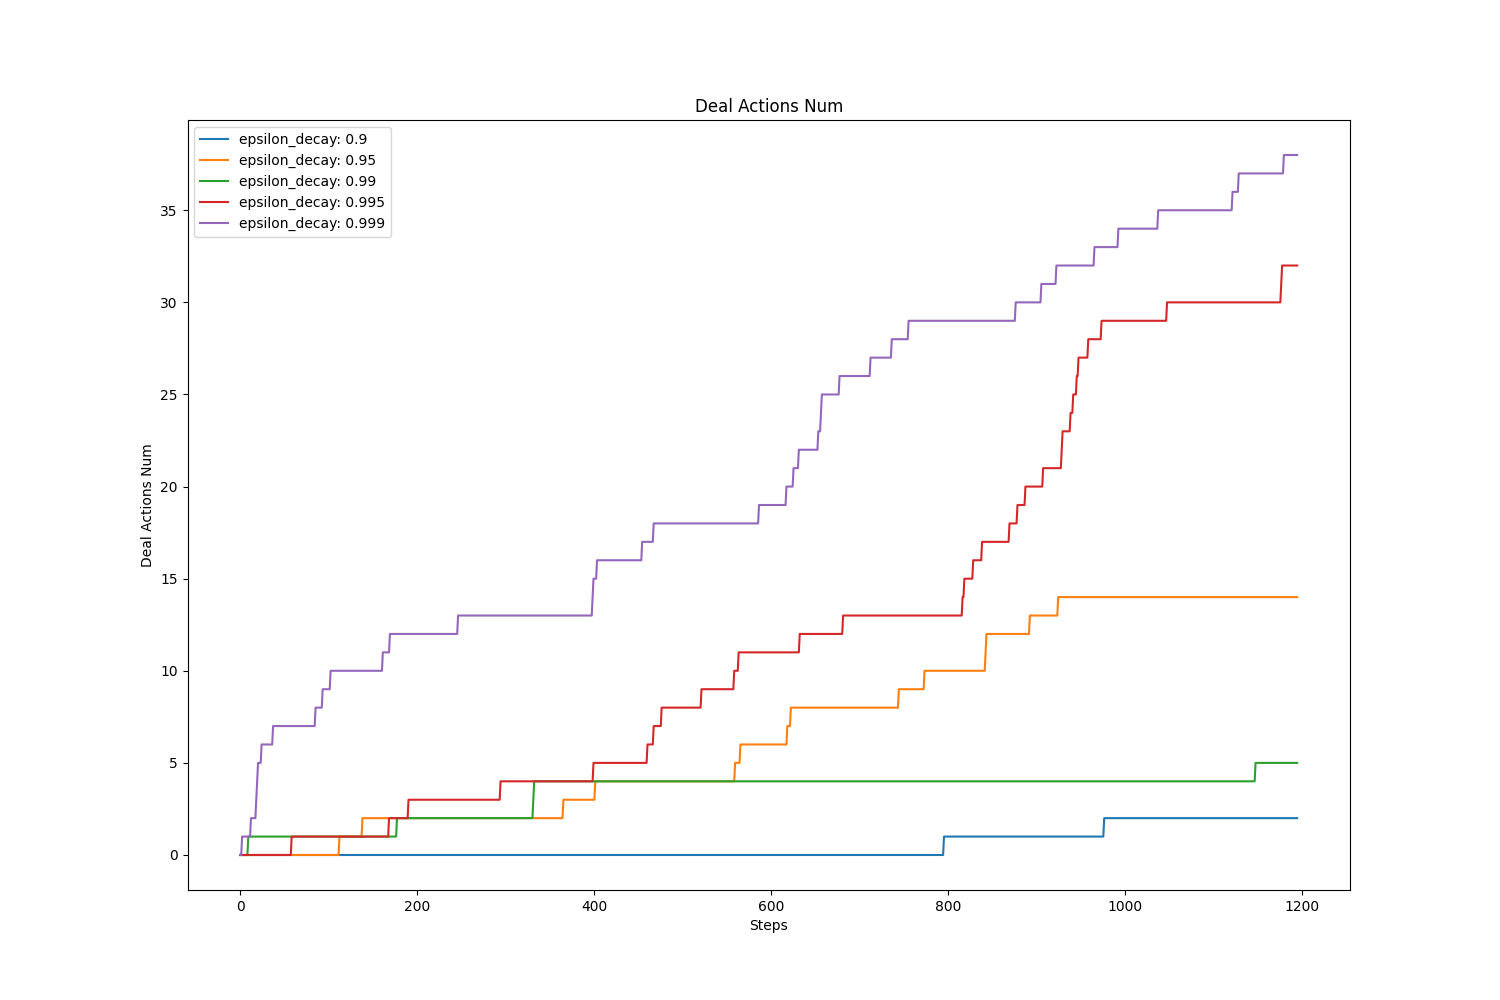 Deal Actions Num
epsilon_decay: 0.9
epsilon_decay: 0.95
epsilon_decay: 0.99
epsilon_decay: 0.995
epsilon_decay: 0.999
Deal Actions Num
35
30
25
20
15
10
5
0
0 200 400 600 800 1000 1200
Steps